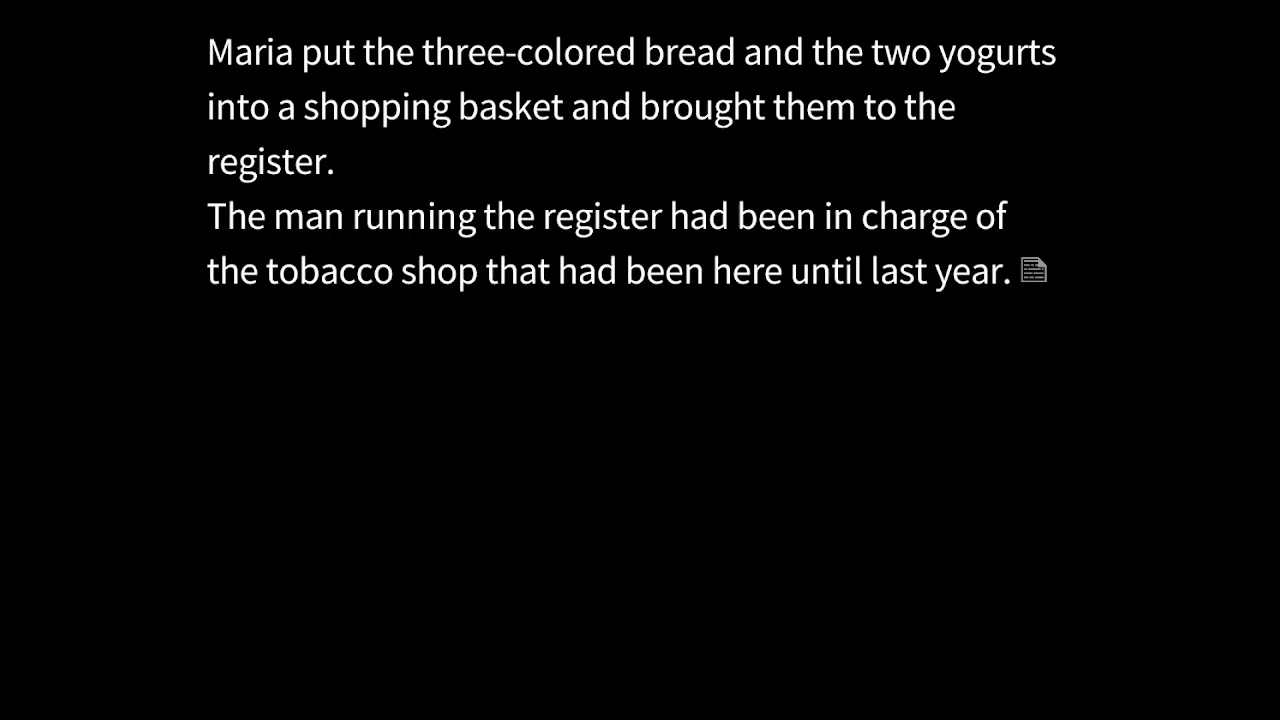 Maria put the three-colored bread and the two yogurts
into a shopping basket and brought them to the
register.
The man running the register had been in charge of
the tobacco shop that had been here until last year.